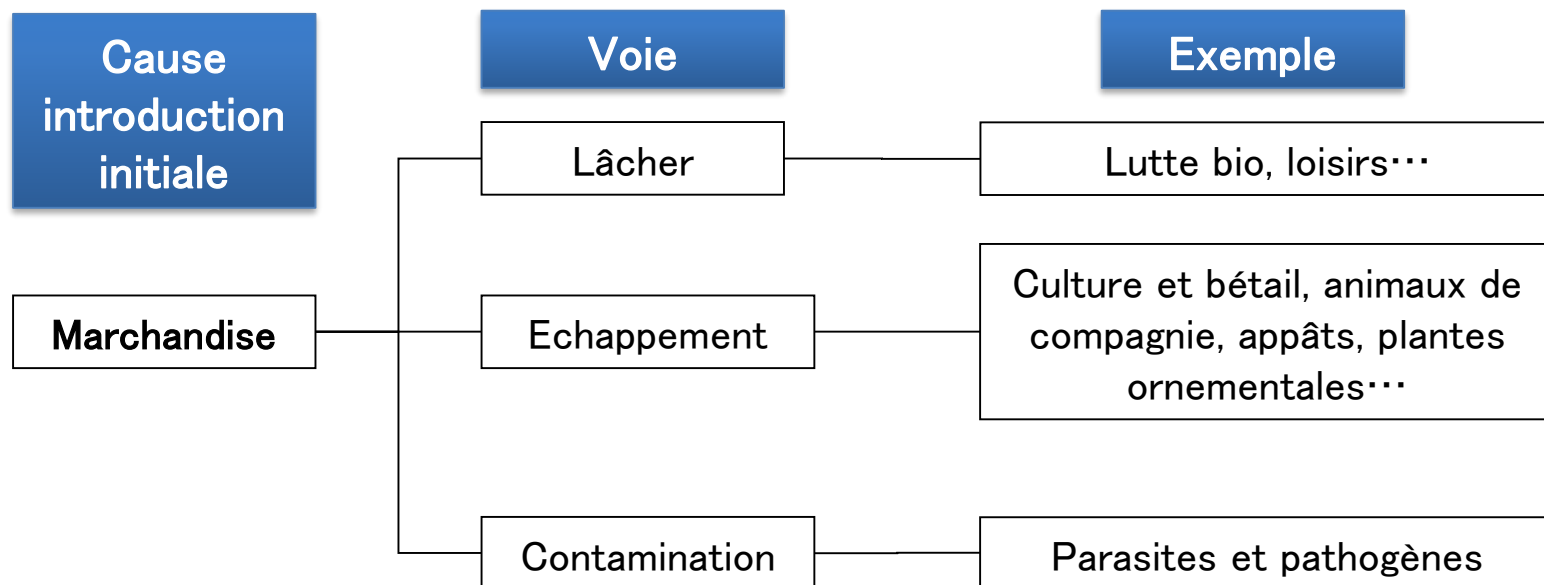 Cause
introduction
initiale
Voie
Exemple
Lâcher
Lutte bio, loisirs…
Marchandise
Echappement
Culture et bétail, animaux de
compagnie, appâts, plantes
ornementales…
Contamination
Parasites et pathogènes